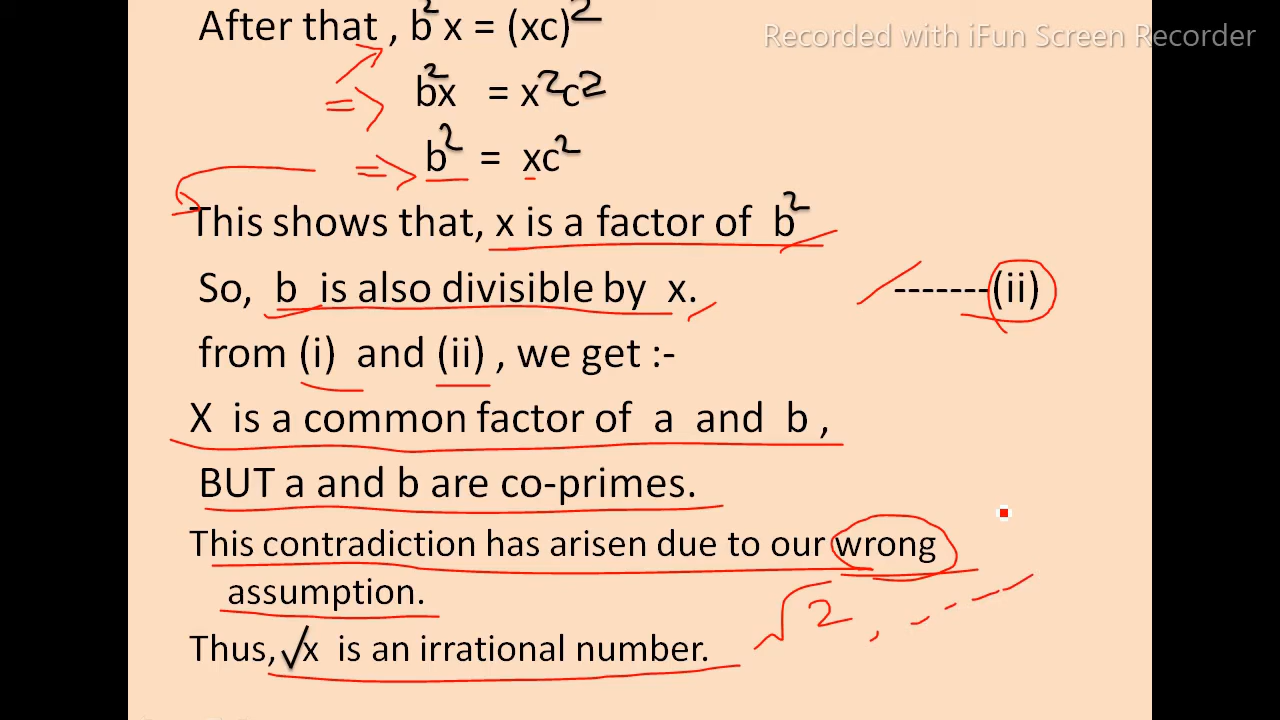 After that , b²x = (xc)²
Recorded with iFun Screen Recorder
=> b²x = x²c²
=> b² = xc²
This shows that, x is a factor of b²
So, b is also divisible by x. -------(ii)
from (i) and (ii) , we get :-
X is a common factor of a and b ,
BUT a and b are co-primes.
This contradiction has arisen due to our wrong
assumption.
√2 , - - - -
Thus, √x is an irrational number.